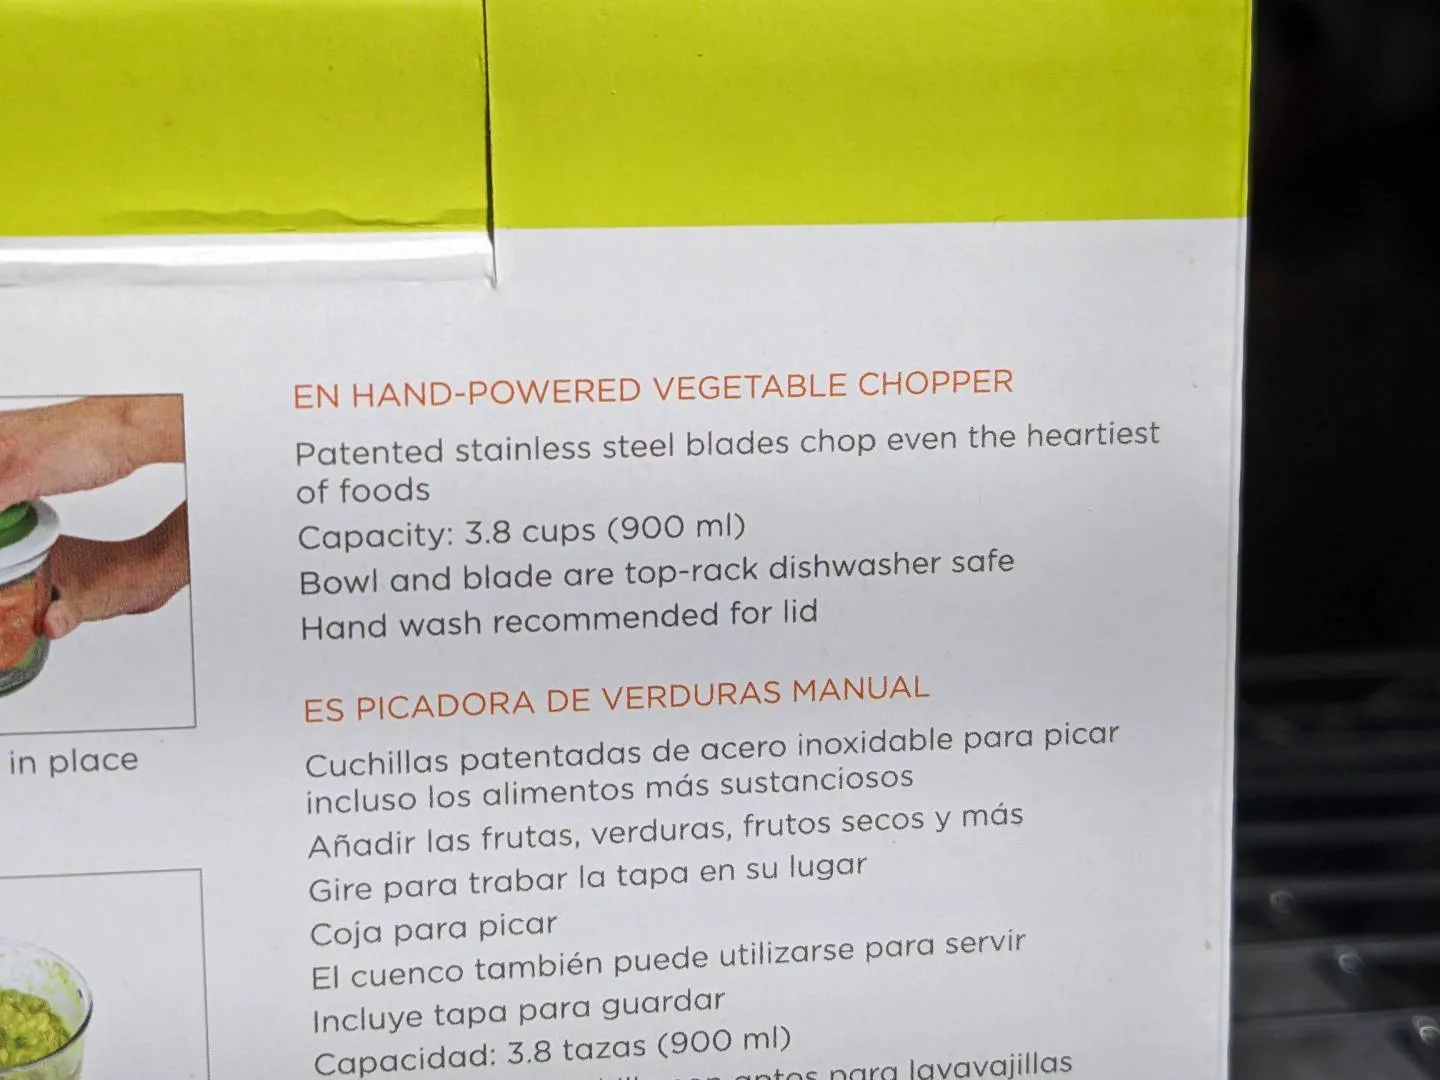 EN HAND-POWERED VEGETABLE CHOPPER
Patented stainless steel blades chop even the heartiest
of foods
Capacity: 3.8 cups (900 ml)
Bowl and blade are top-rack dishwasher safe
Hand wash recommended for lid
in place
ES PICADORA DE VERDURAS MANUAL
Cuchillas patentadas de acero inoxidable para picar
incluso los alimentos más sustanciosos
Añadir las frutas, verduras, frutos secos y más
Gire para trabar la tapa en su lugar
Coja para picar
El cuenco también puede utilizarse para servir
Incluye tapa para guardar
Capacidad: 3.8 tazas (900 ml)
aptos para lavavajillas